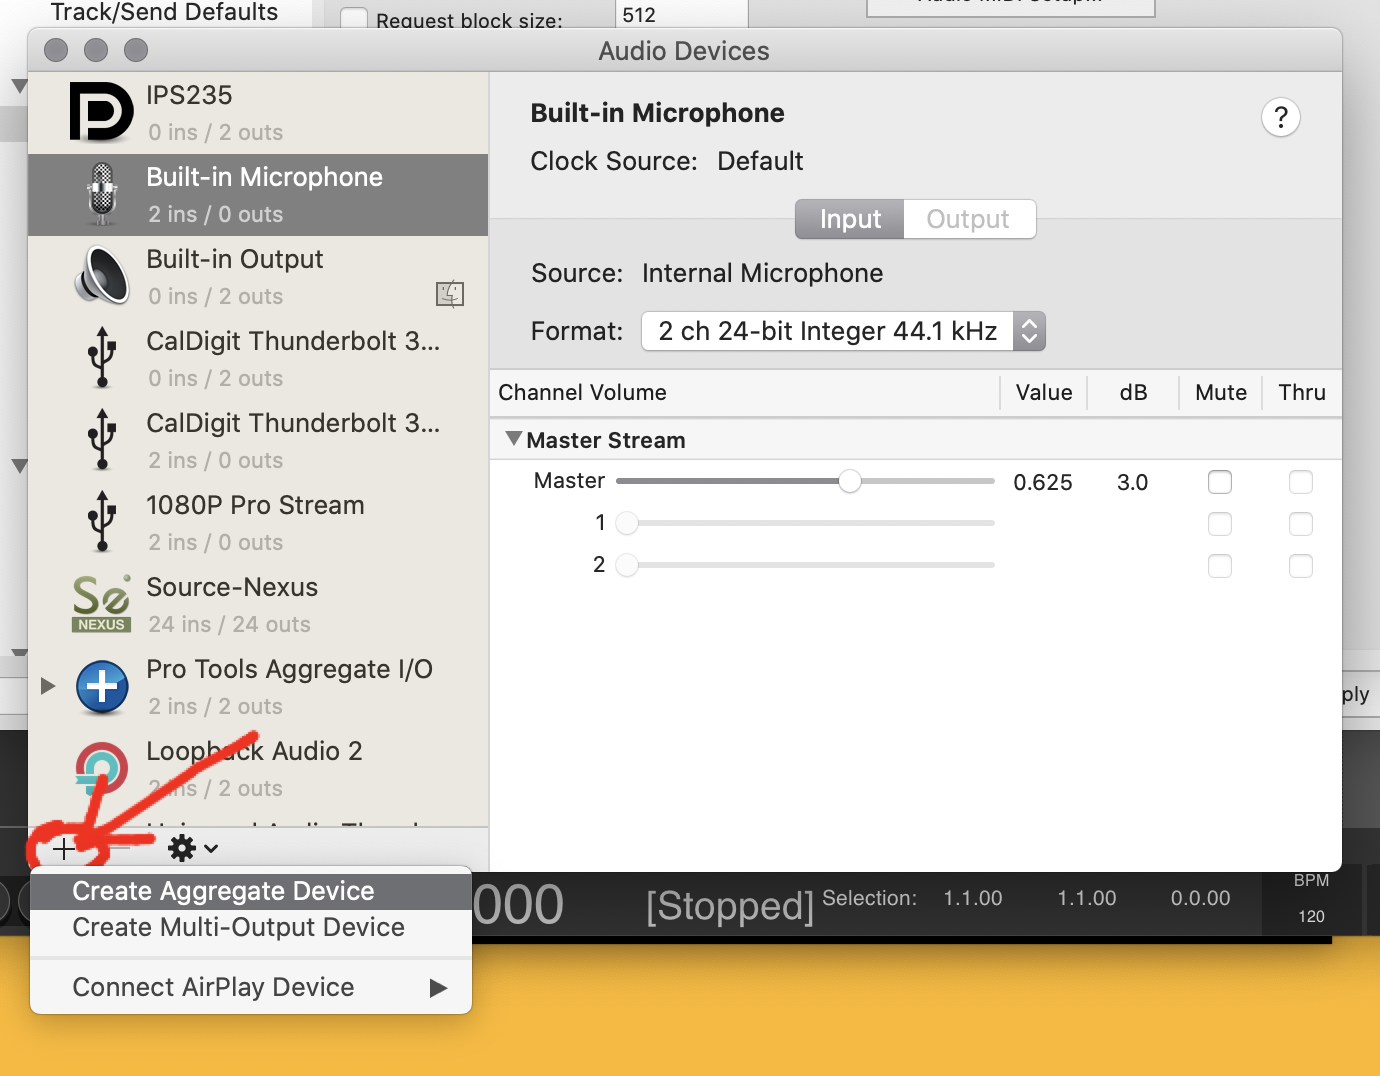 Track/Send Defaults
Request block size:
512
Audio Devices
IPS235
0 ins / 2 outs
Built-in Microphone
2 ins / 0 outs
Built-in Output
0 ins / 2 outs
CalDigit Thunderbolt 3...
0 ins / 2 outs
CalDigit Thunderbolt 3...
2 ins / 0 outs
1080P Pro Stream
2 ins / 0 outs
Se
NEXUS
Source-Nexus
24 ins / 24 outs
Pro Tools Aggregate I/O
2 ins / 2 outs
Loopback Audio 2
2 ins / 2 outs
Built-in Microphone
?
Clock Source: Default
Input Output
Source: Internal Microphone
Format: 2 ch 24-bit Integer 44.1 kHz
Channel Volume Value dB Mute Thru
Master Stream
Master 0.625 3.0
1
2
ply
Create Aggregate Device
Create Multi-Output Device
Connect AirPlay Device
000
[Stopped]
Selection: 1.1.00 1.1.00 0.0.00
BPM
120